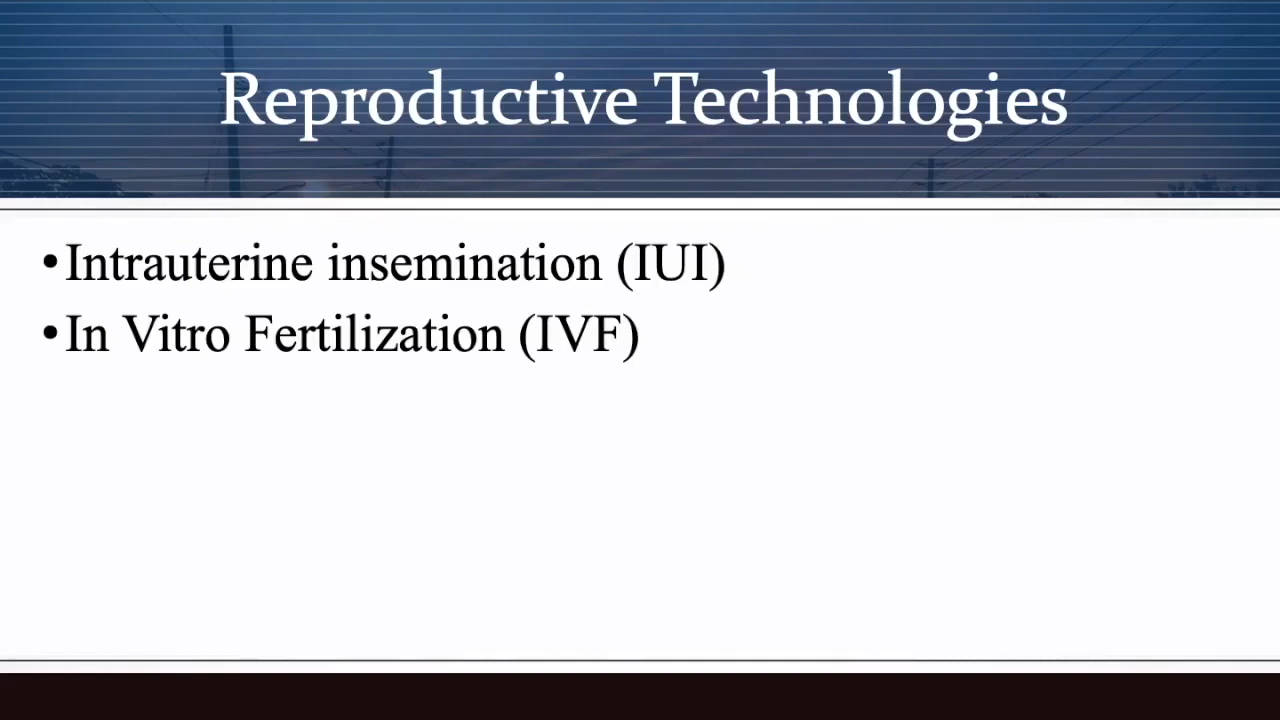 Reproductive Technologies
•Intrauterine insemination (IUI)
•In Vitro Fertilization (IVF)